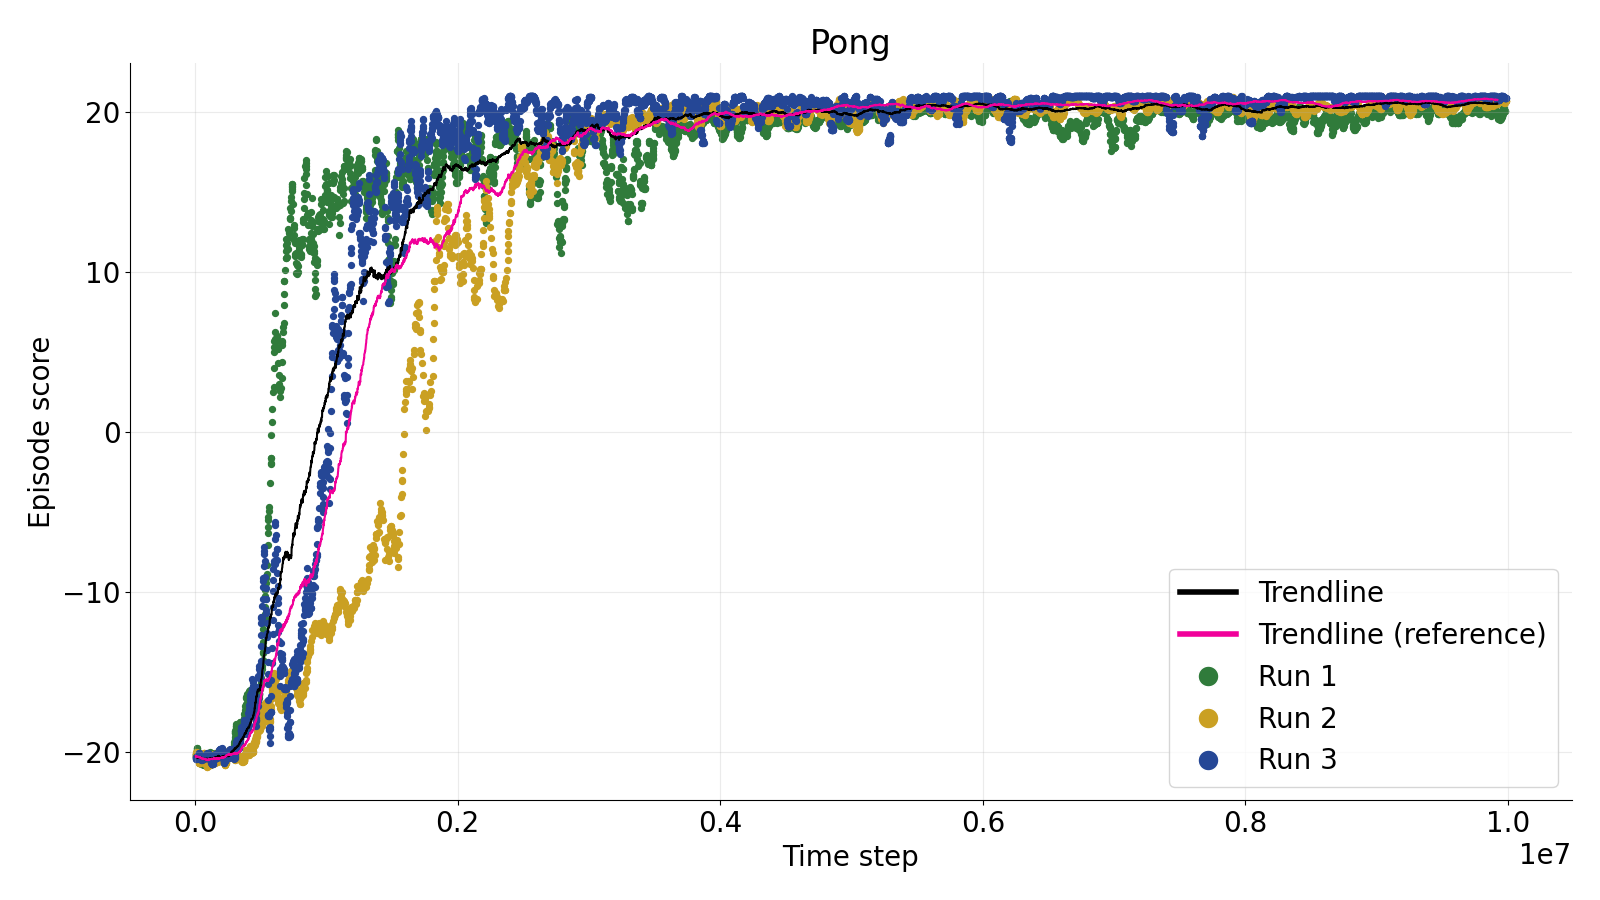 Pong
Episode score
20
10
0
−10
−20
0.0
0.2
0.4
0.6
0.8
1.0
1e7
Time step
Trendline
Trendline (reference)
Run 1
Run 2
Run 3